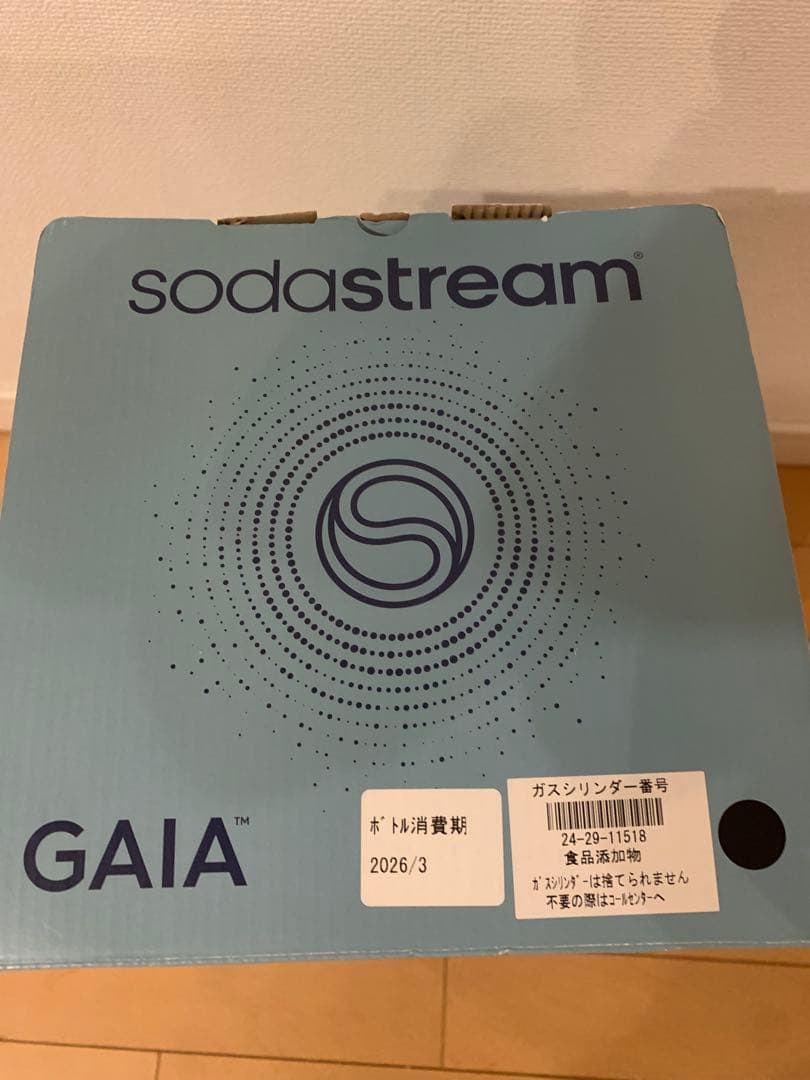 sodastream®
GAIA™
ﾎﾞﾄﾙ消費期
2026/3
ガスシリンダー番号
24-29-11518
食品添加物
ｶﾞｽｼﾘﾝﾀﾞｰは捨てられません
不要の際はｺｰﾙｾﾝﾀｰへ